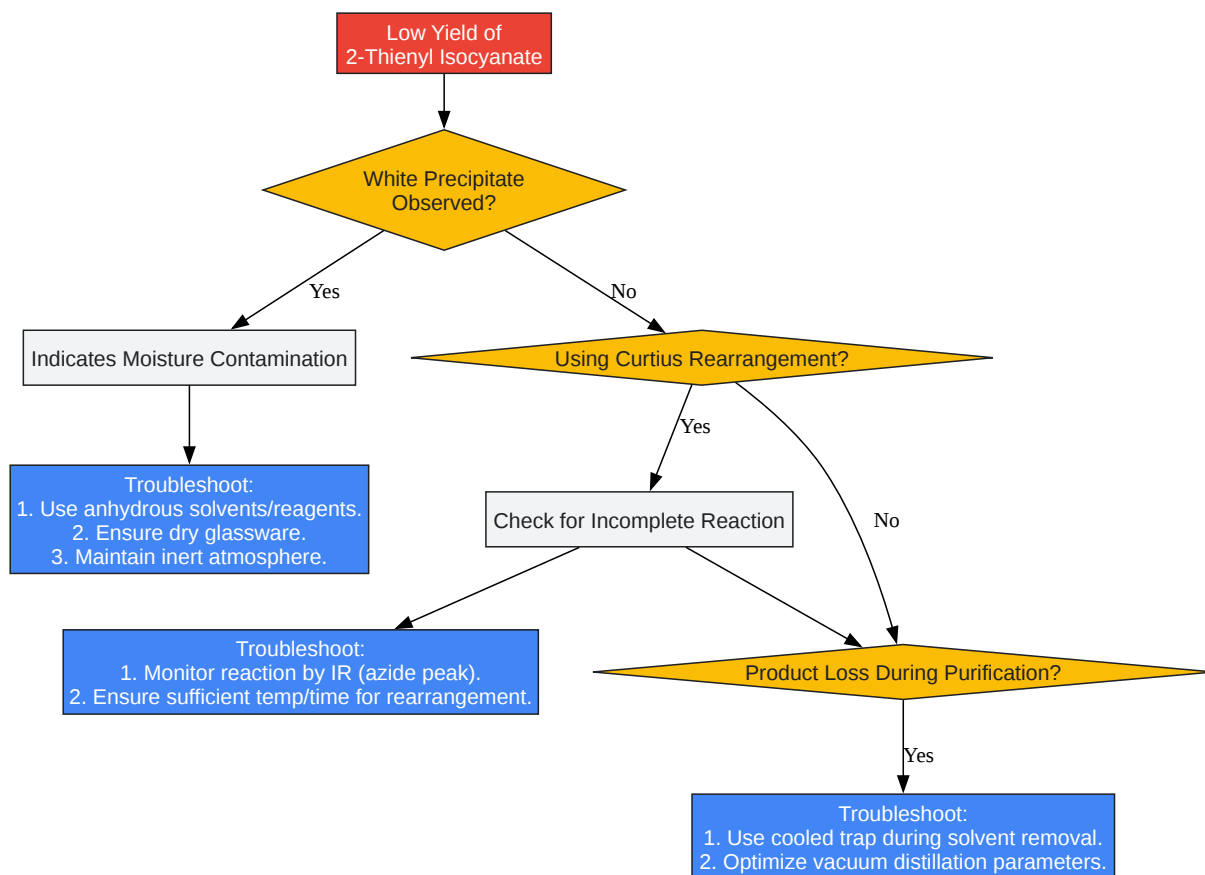 Low Yield of
2-Thienyl Isocyanate
White Precipitate
Observed?
Yes
No
Indicates Moisture Contamination
Using Curtius Rearrangement?
Yes
Troubleshoot:
1. Use anhydrous solvents/reagents.
2. Ensure dry glassware.
3. Maintain inert atmosphere.
Check for Incomplete Reaction
No
Troubleshoot:
1. Monitor reaction by IR (azide peak).
2. Ensure sufficient temp/time for rearrangement.
Product Loss During Purification?
Yes
Troubleshoot:
1. Use cooled trap during solvent removal.
2. Optimize vacuum distillation parameters.